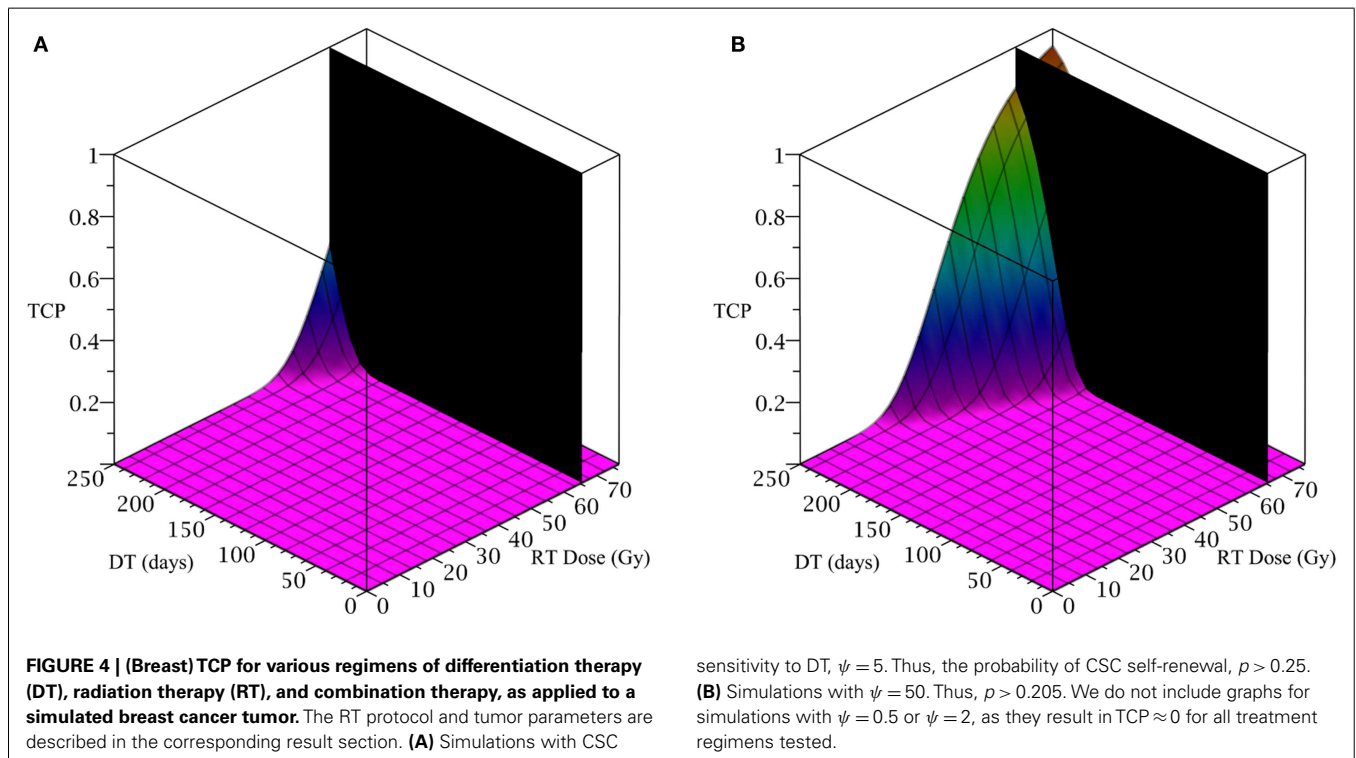 A
1
0.8
0.6
TCP
0.4
0.2
250
200
150
DT (days)
100
50
0
0
10
20
30
40
RT Dose (Gy)
50
60
70
B
1
0.8
0.6
TCP
0.4
0.2
250
200
150
DT (days)
100
50
0
0
10
20
30
40
RT Dose (Gy)
50
60
70
FIGURE 4 | (Breast) TCP for various regimens of differentiation therapy
(DT), radiation therapy (RT), and combination therapy, as applied to a
simulated breast cancer tumor. The RT protocol and tumor parameters are
described in the corresponding result section. (A) Simulations with CSC
sensitivity to DT, ψ = 5. Thus, the probability of CSC self-renewal, p > 0.25.
(B) Simulations with ψ = 50. Thus, p > 0.205. We do not include graphs for
simulations with ψ = 0.5 or ψ = 2, as they result in TCP ≈ 0 for all treatment
regimens tested.